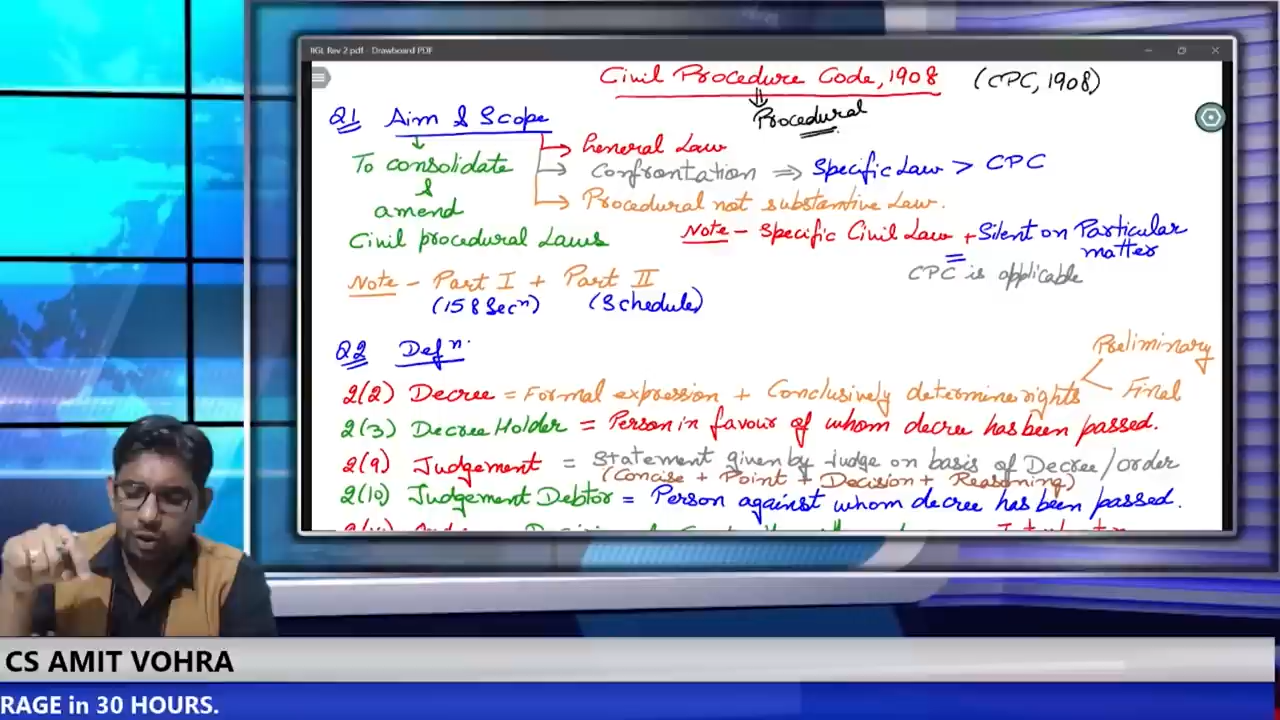 JIGL Rev 2.pdf - Drawboard PDF
Civil Procedure Code, 1908 (CPC, 1908)
⇓
Procedural
Q1 Aim & Scope
→ General Law
→ Confrontation ⇒ Specific Law > CPC
→ Procedural not substantive Law.
↓
To consolidate
&
amend
Civil procedural Laws
Note - Specific Civil Law + Silent on Particular matter
=
CPC is applicable
Note - Part I + Part II
(158 Secⁿ) (Schedule)
Q2 Defⁿ.
2(2) Decree = Formal expression + Conclusively determine rights
Preliminary
Final
2(3) Decree Holder = Person in favour of whom decree has been passed.
2(9) Judgement = Statement given by judge on basis of Decree/order
(Concise + Point + Decision + Reasoning)
2(10) Judgement Debtor = Person against whom decree has been passed.
CS AMIT VOHRA
RAGE in 30 HOURS.